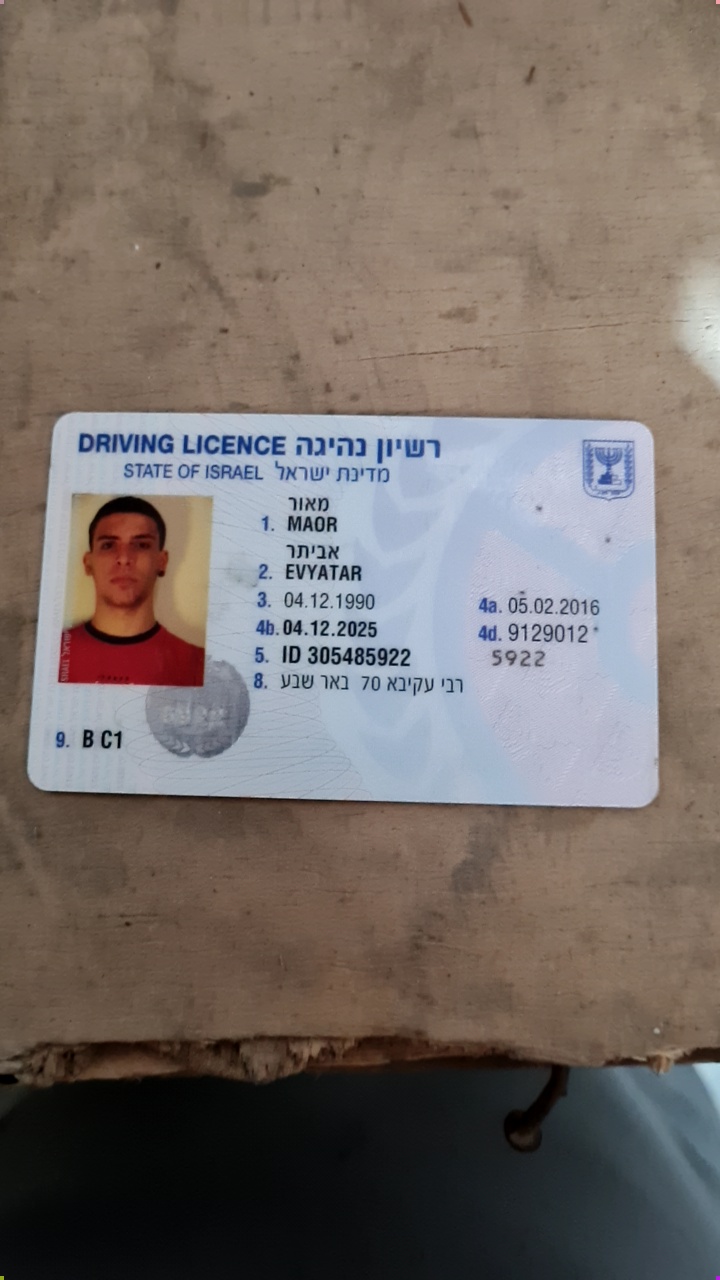 DRIVING LICENCE רשיון נהיגה
STATE OF ISRAEL מדינת ישראל
מאור
1. MAOR
אביתר
2. EVYATAR
3. 04.12.1990
4a. 05.02.2016
4b. 04.12.2025
4d. 9129012
5. ID 305485922
5922
8. רבי עקיבא 70 באר שבע
9. B C1